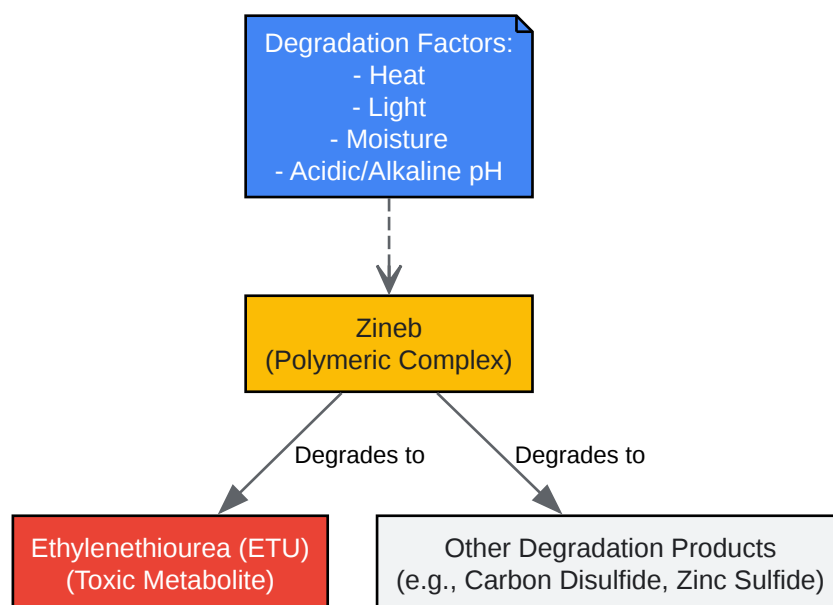 Degradation Factors:
- Heat
- Light
- Moisture
- Acidic/Alkaline pH
Zineb
(Polymeric Complex)
Degrades to
Degrades to
Ethylenethiourea (ETU)
(Toxic Metabolite)
Other Degradation Products
(e.g., Carbon Disulfide, Zinc Sulfide)